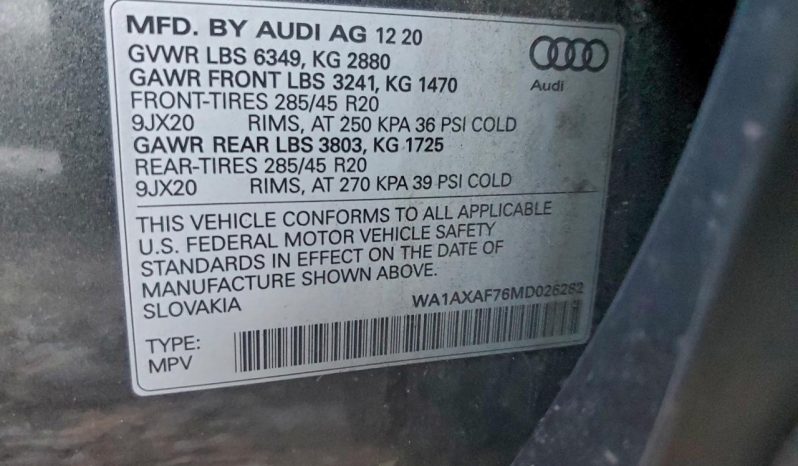 MFD. BY AUDI AG 12 20
GVWR LBS 6349, KG 2880
GAWR FRONT LBS 3241, KG 1470
FRONT-TIRES 285/45 R20
9JX20 RIMS, AT 250 KPA 36 PSI COLD
GAWR REAR LBS 3803, KG 1725
REAR-TIRES 285/45 R20
9JX20 RIMS, AT 270 KPA 39 PSI COLD
Audi
THIS VEHICLE CONFORMS TO ALL APPLICABLE
U.S. FEDERAL MOTOR VEHICLE SAFETY
STANDARDS IN EFFECT ON THE DATE OF
MANUFACTURE SHOWN ABOVE.
SLOVAKIA
WA1AXAF76MD026282
TYPE:
MPV